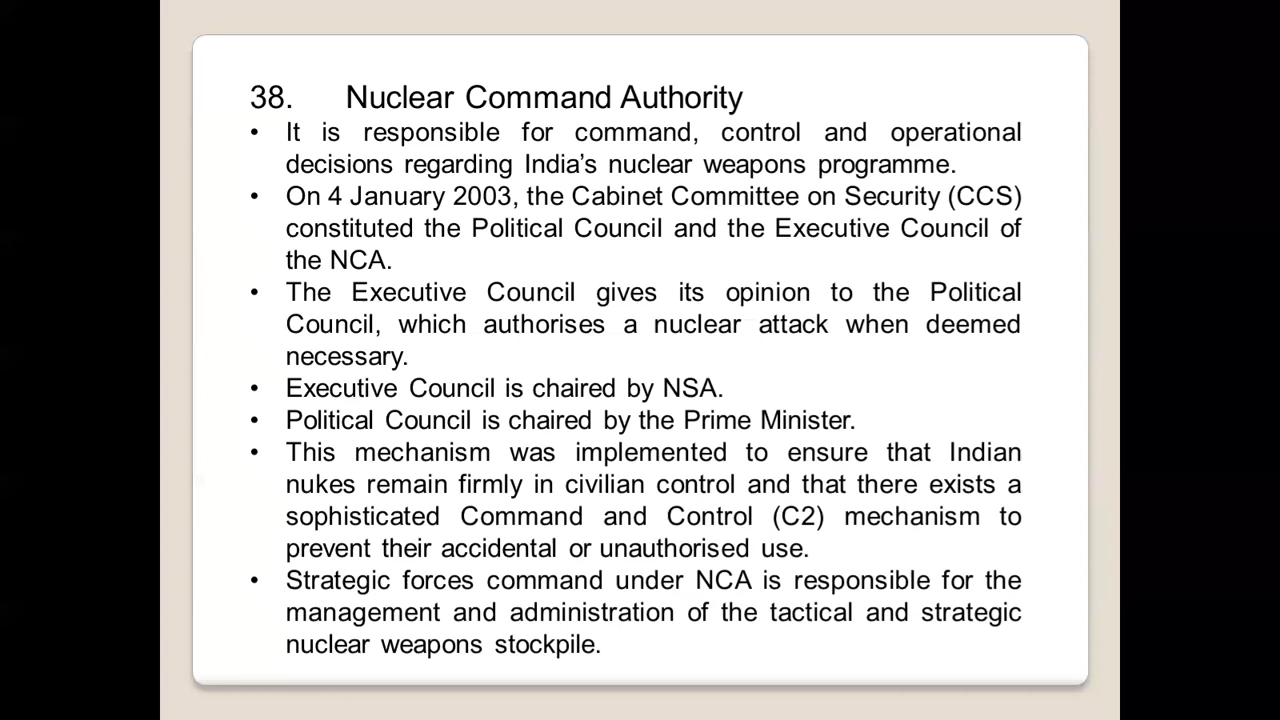 38. Nuclear Command Authority
• It is responsible for command, control and operational
decisions regarding India’s nuclear weapons programme.
• On 4 January 2003, the Cabinet Committee on Security (CCS)
constituted the Political Council and the Executive Council of
the NCA.
• The Executive Council gives its opinion to the Political
Council, which authorises a nuclear attack when deemed
necessary.
• Executive Council is chaired by NSA.
• Political Council is chaired by the Prime Minister.
• This mechanism was implemented to ensure that Indian
nukes remain firmly in civilian control and that there exists a
sophisticated Command and Control (C2) mechanism to
prevent their accidental or unauthorised use.
• Strategic forces command under NCA is responsible for the
management and administration of the tactical and strategic
nuclear weapons stockpile.